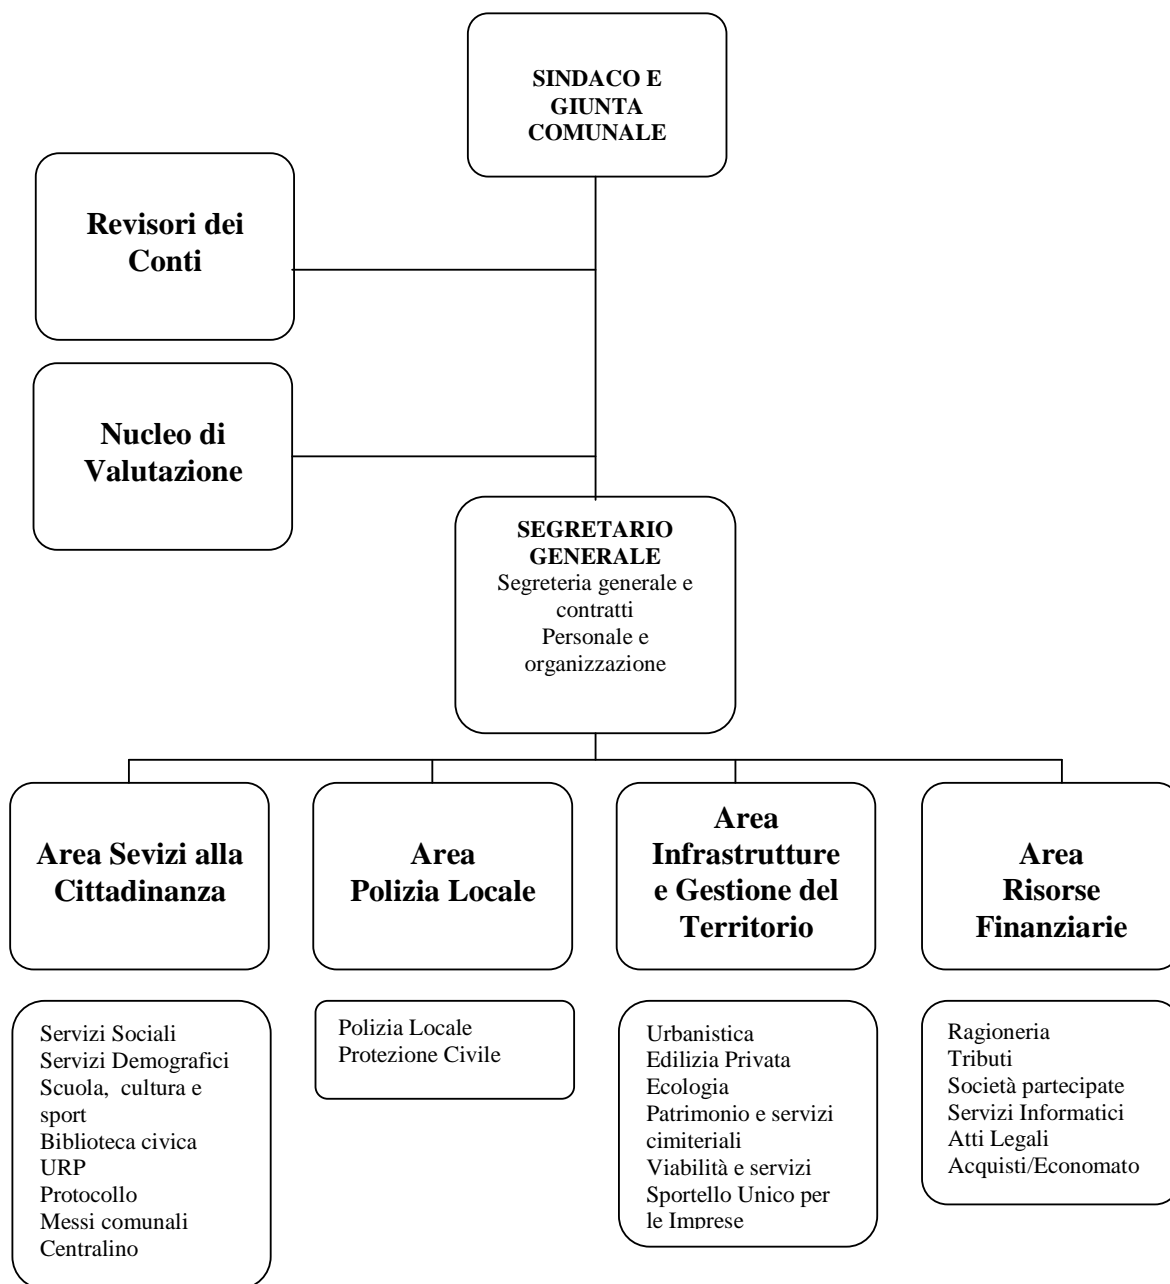 SINDACO E
GIUNTA
COMUNALE
Revisori dei
Conti
Nucleo di
Valutazione
SEGRETARIO
GENERALE
Segreteria generale e
contratti
Personale e
organizzazione
Area Sevizi alla
Cittadinanza
Area
Polizia Locale
Area
Infrastrutture
e Gestione del
Territorio
Area
Risorse
Finanziarie
Servizi Sociali
Servizi Demografici
Scuola,  cultura e
sport
Biblioteca civica
URP
Protocollo
Messi comunali
Centralino
Polizia Locale
Protezione Civile
Urbanistica
Edilizia Privata
Ecologia
Patrimonio e servizi
cimiteriali
Viabilità e servizi
Sportello Unico per
le Imprese
Ragioneria
Tributi
Società partecipate
Servizi Informatici
Atti Legali
Acquisti/Economato